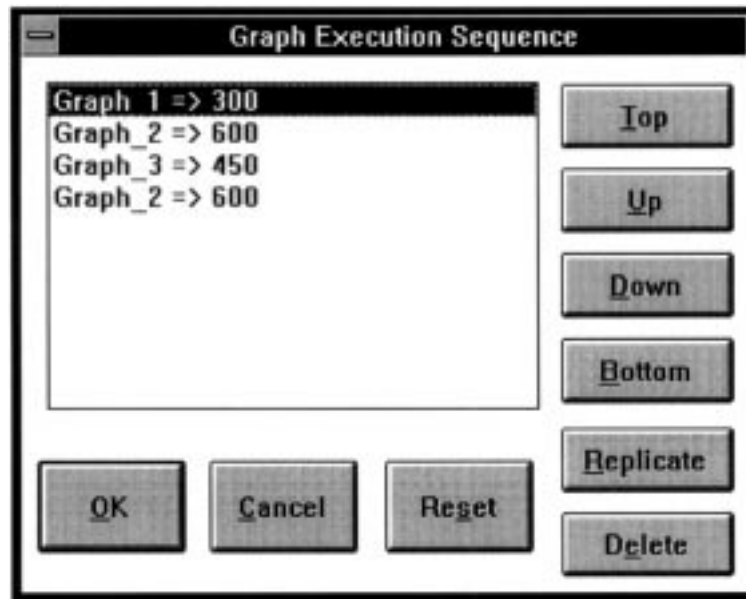 Graph Execution Sequence
Graph_1 => 300
Graph_2 => 600
Graph_3 => 450
Graph_2 => 600
Top
Up
Down
Bottom
Replicate
Delete
OK
Cancel
Reset